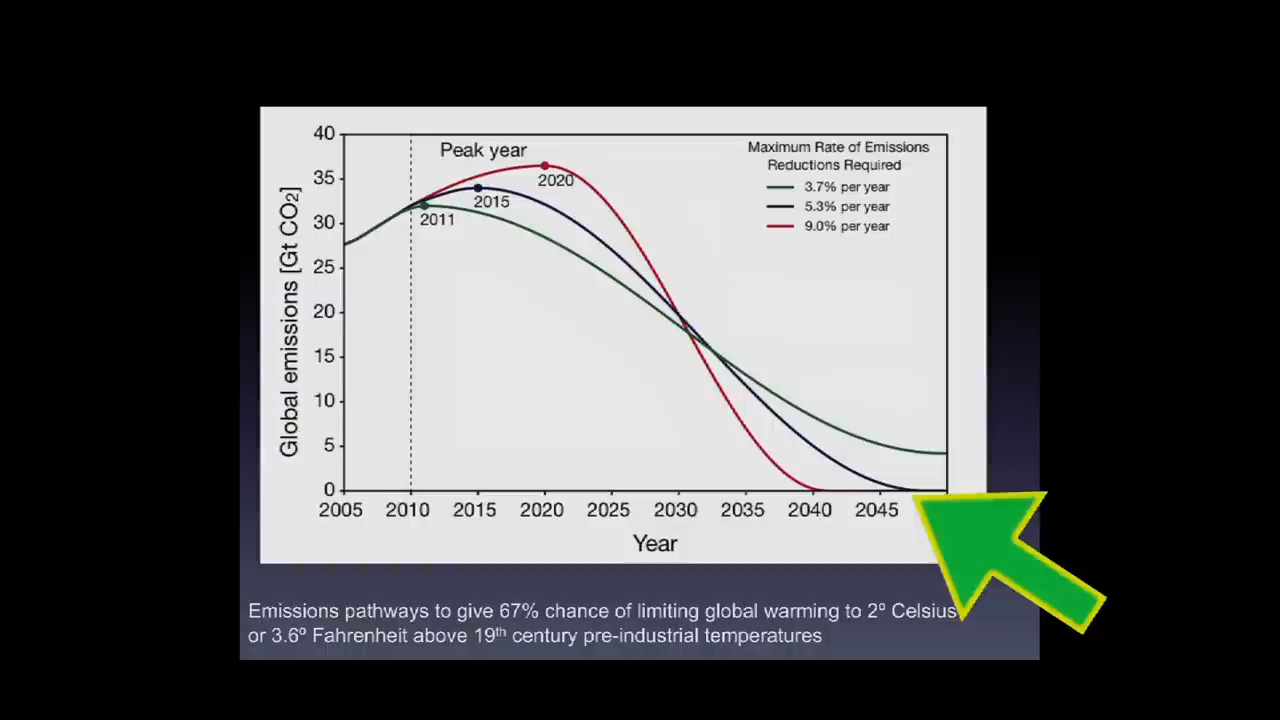 40
35
30
25
20
15
10
5
0
Global emissions [Gt CO2]
Peak year
2011
2015
2020
Maximum Rate of Emissions
Reductions Required
3.7% per year
5.3% per year
9.0% per year
2005 2010 2015 2020 2025 2030 2035 2040 2045
Year
Emissions pathways to give 67% chance of limiting global warming to 2º Celsius
or 3.6º Fahrenheit above 19th century pre-industrial temperatures